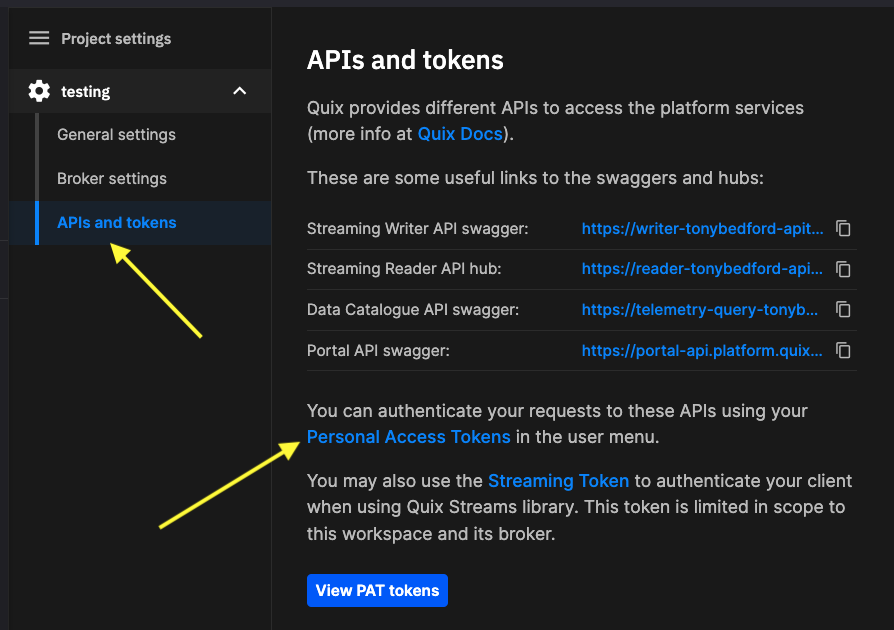 Project settings
testing
General settings
Broker settings
APIs and tokens
APIs and tokens
Quix provides different APIs to access the platform services
(more info at Quix Docs).
These are some useful links to the swaggers and hubs:
Streaming Writer API swagger: https://writer-tonybedford-apit...
Streaming Reader API hub: https://reader-tonybedford-api...
Data Catalogue API swagger: https://telemetry-query-tonyb...
Portal API swagger: https://portal-api.platform.quix...
You can authenticate your requests to these APIs using your
Personal Access Tokens in the user menu.
You may also use the Streaming Token to authenticate your client
when using Quix Streams library. This token is limited in scope to
this workspace and its broker.
View PAT tokens